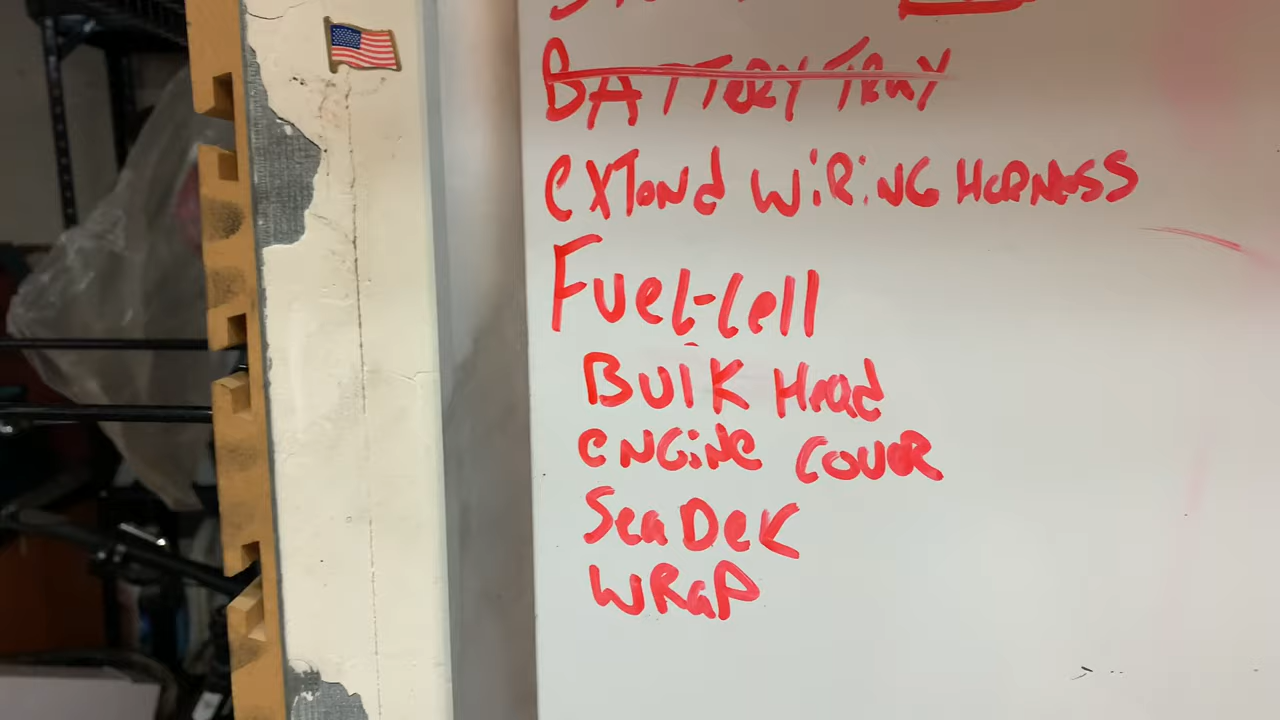 BATTERY TRAY
extend wiRiNG HaRNess
Fuel-cell
BUlK Head
eNGiNe coveR
SeaDeK
WRaP